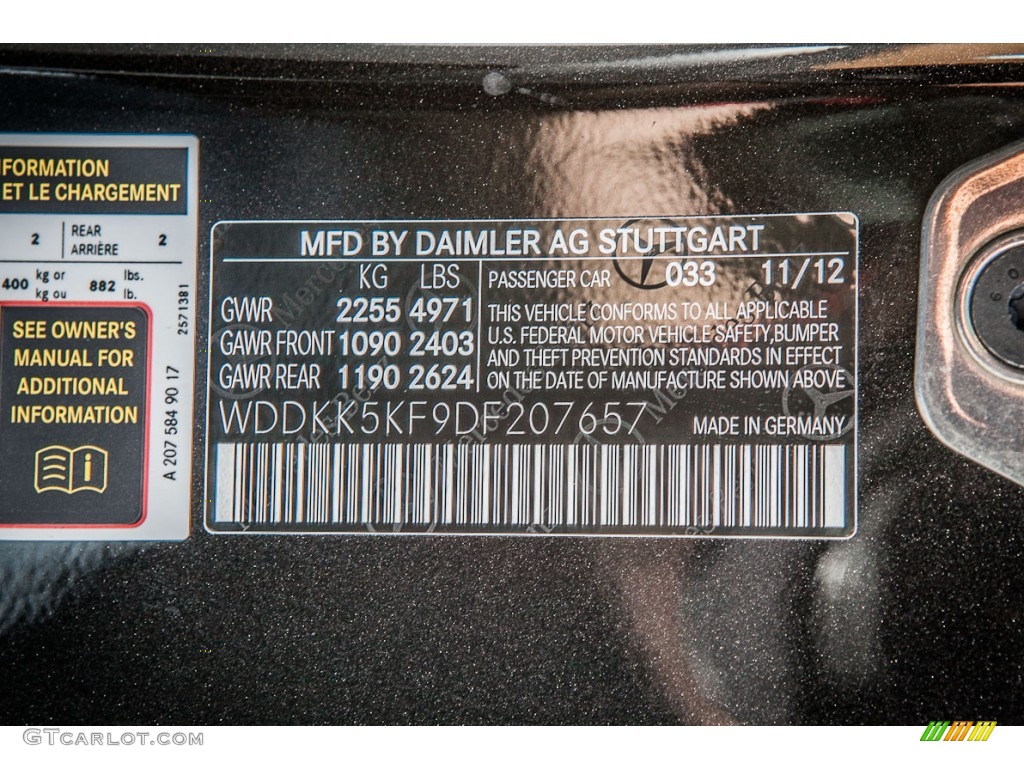 NFORMATION
ET LE CHARGEMENT
2 REAR ARRIÈRE 2
400 kg or kg ou 882 lbs. lb.
SEE OWNER'S
MANUAL FOR
ADDITIONAL
INFORMATION
i
A 207 584 90 17
2571381
MFD BY DAIMLER AG STUTTGART
KG LBS
GVWR 2255 4971
GAWR FRONT 1090 2403
GAWR REAR 1190 2624
PASSENGER CAR 033 11/12
THIS VEHICLE CONFORMS TO ALL APPLICABLE
U.S. FEDERAL MOTOR VEHICLE SAFETY,BUMPER
AND THEFT PREVENTION STANDARDS IN EFFECT
ON THE DATE OF MANUFACTURE SHOWN ABOVE
WDDKK5KF9DF207657 MADE IN GERMANY
GTCarLot.com